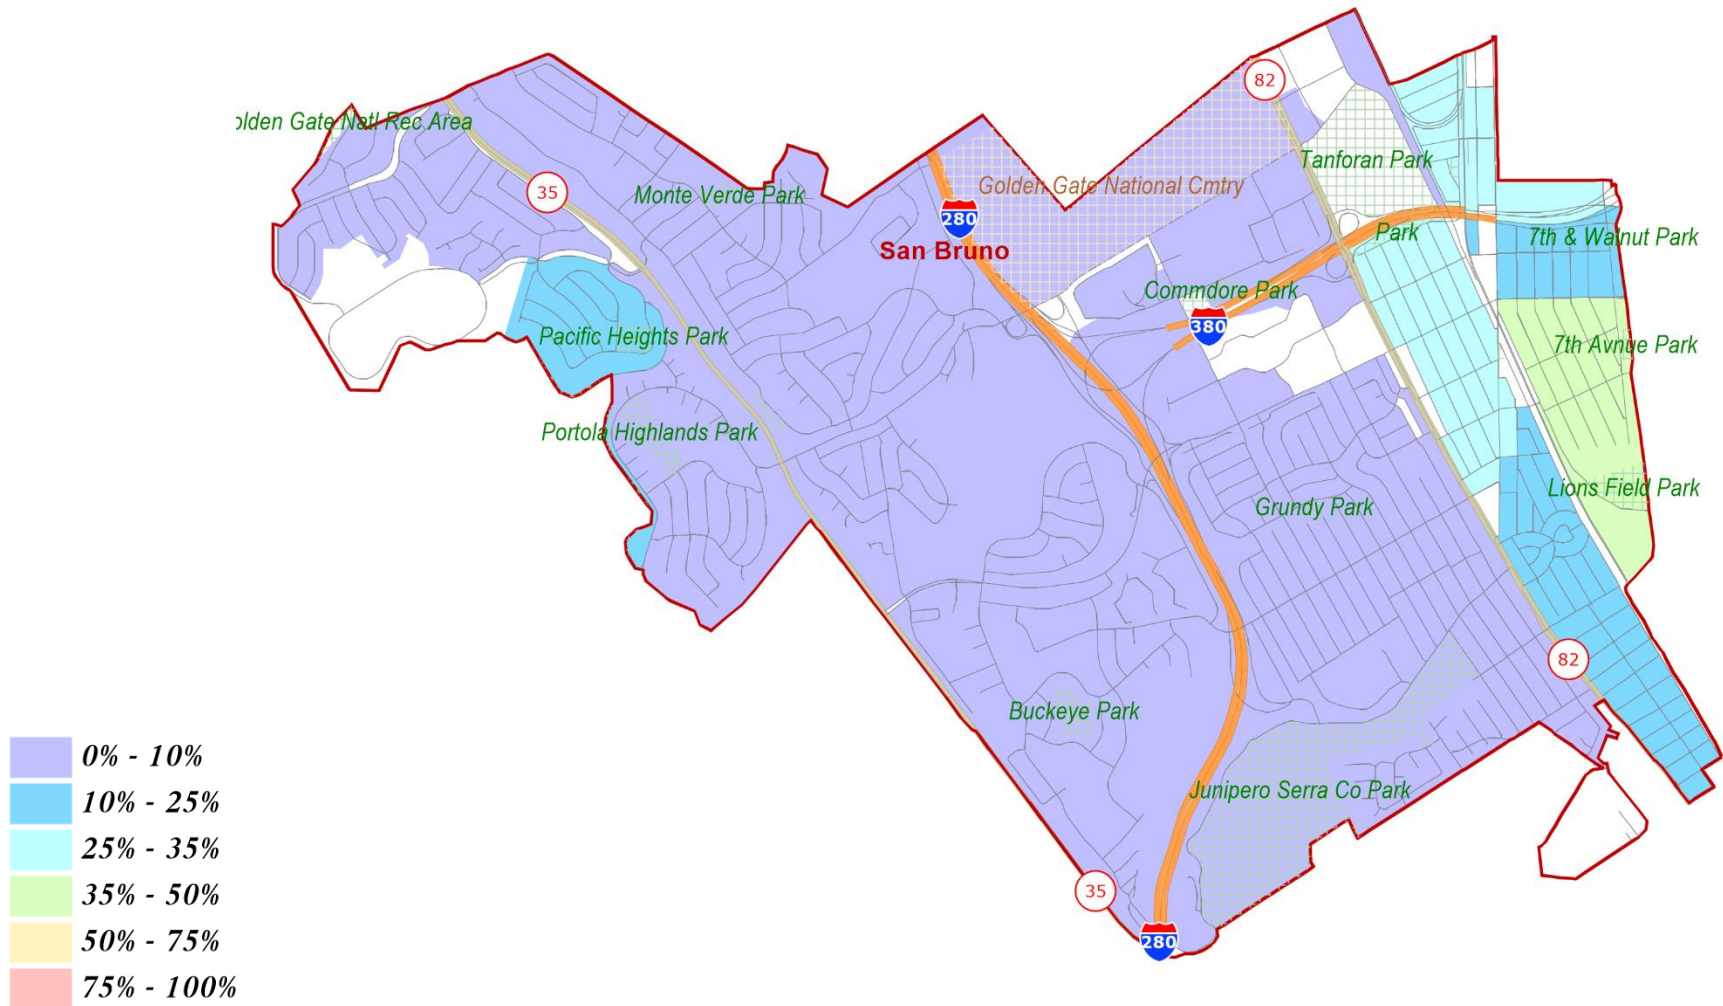 82
olden Gate Natl Rec Area
Tanforan Park
35
Monte Verde Park
Golden Gate National Cmtry
280
San Bruno
Park
7th & Walnut Park
Commdore Park
380
Pacific Heights Park
7th Avnue Park
Portola Highlands Park
Lions Field Park
Grundy Park
82
Buckeye Park
Junipero Serra Co Park
35
280
0% - 10%
10% - 25%
25% - 35%
35% - 50%
50% - 75%
75% - 100%